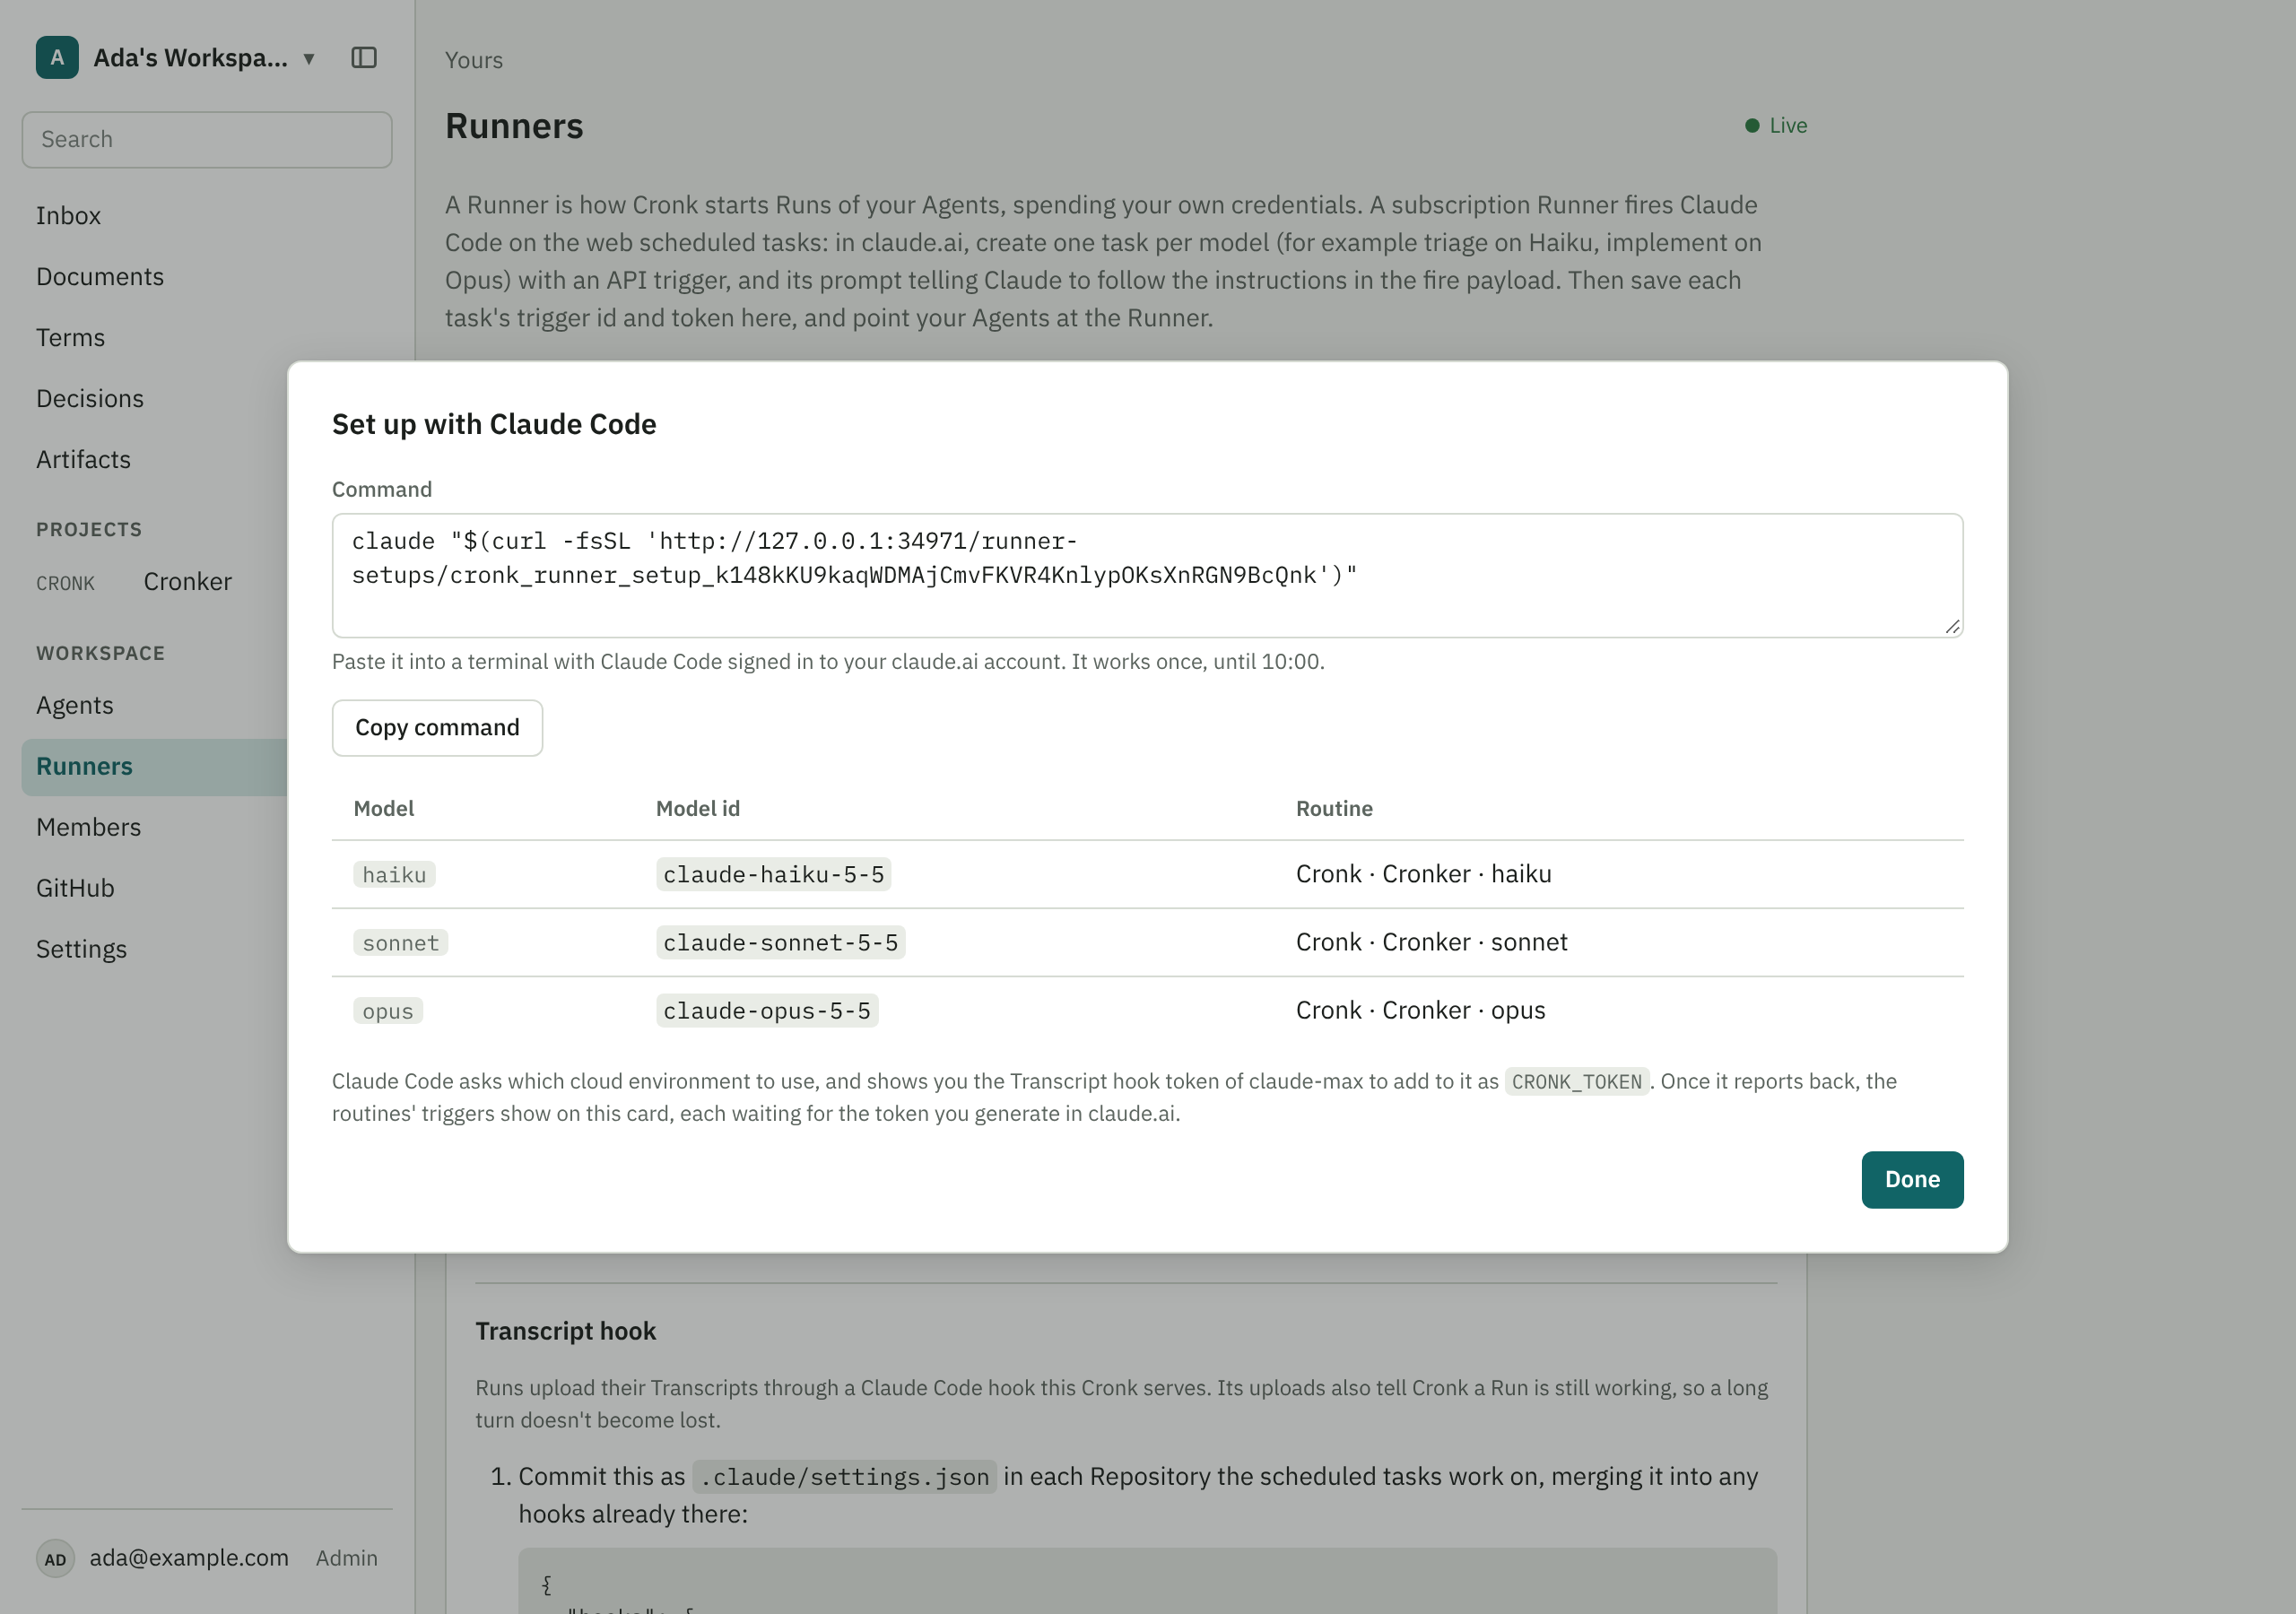 A
Ada's Workspa...
Search
Inbox
Documents
Terms
Decisions
Artifacts
PROJECTS
CRONK Cronker
WORKSPACE
Agents
Runners
Members
GitHub
Settings
AD ada@example.com Admin
Yours
Runners
Live
A Runner is how Cronk starts Runs of your Agents, spending your own credentials. A subscription Runner fires Claude
Code on the web scheduled tasks: in claude.ai, create one task per model (for example triage on Haiku, implement on
Opus) with an API trigger, and its prompt telling Claude to follow the instructions in the fire payload. Then save each
task's trigger id and token here, and point your Agents at the Runner.
Set up with Claude Code
Command
claude "$(curl -fsSL 'http://127.0.0.1:34971/runner-
setups/cronk_runner_setup_k148kKU9kaqWDMAjCmvFKVR4KnlypOKsXnRGN9BcQnk')"
Paste it into a terminal with Claude Code signed in to your claude.ai account. It works once, until 10:00.
Copy command
Model Model id Routine
haiku claude-haiku-5-5 Cronk · Cronker · haiku
sonnet claude-sonnet-5-5 Cronk · Cronker · sonnet
opus claude-opus-5-5 Cronk · Cronker · opus
Claude Code asks which cloud environment to use, and shows you the Transcript hook token of claude-max to add to it as CRONK_TOKEN. Once it reports back, the
routines' triggers show on this card, each waiting for the token you generate in claude.ai.
Done
Transcript hook
Runs upload their Transcripts through a Claude Code hook this Cronk serves. Its uploads also tell Cronk a Run is still working, so a long
turn doesn't become lost.
1. Commit this as .claude/settings.json in each Repository the scheduled tasks work on, merging it into any
hooks already there:
{